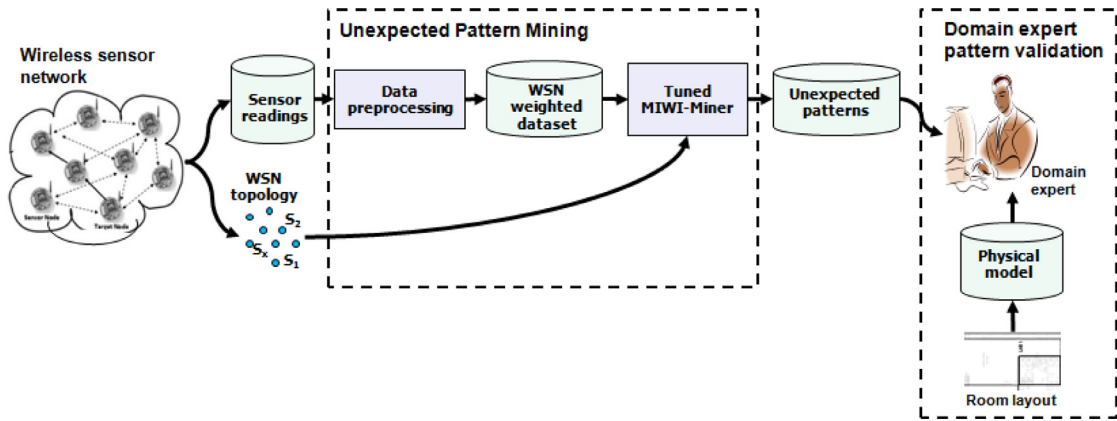 Unexpected Pattern Mining
Domain expert
pattern validation
Wireless sensor
network
Sensor
readings
Data
preprocessing
WSN
weighted
dataset
Tuned
MIWI-Miner
Unexpected
patterns
Domain
expert
WSN
topology
S2
Sx
S1
Sensor Node
Target Node
Physical
model
Room layout